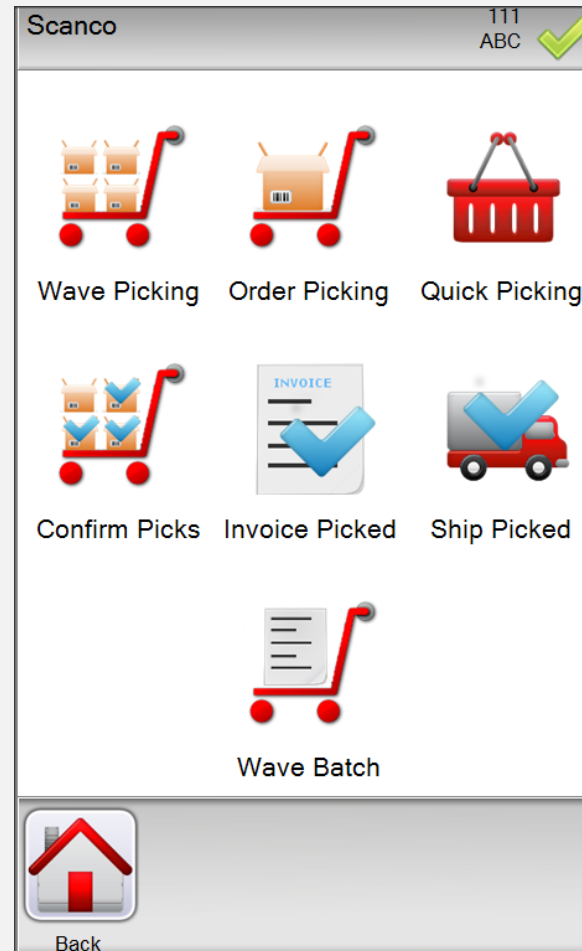 Scanco
111
ABC
Wave Picking
Order Picking
Quick Picking
INVOICE
Confirm Picks
Invoice Picked
Ship Picked
Wave Batch
Back